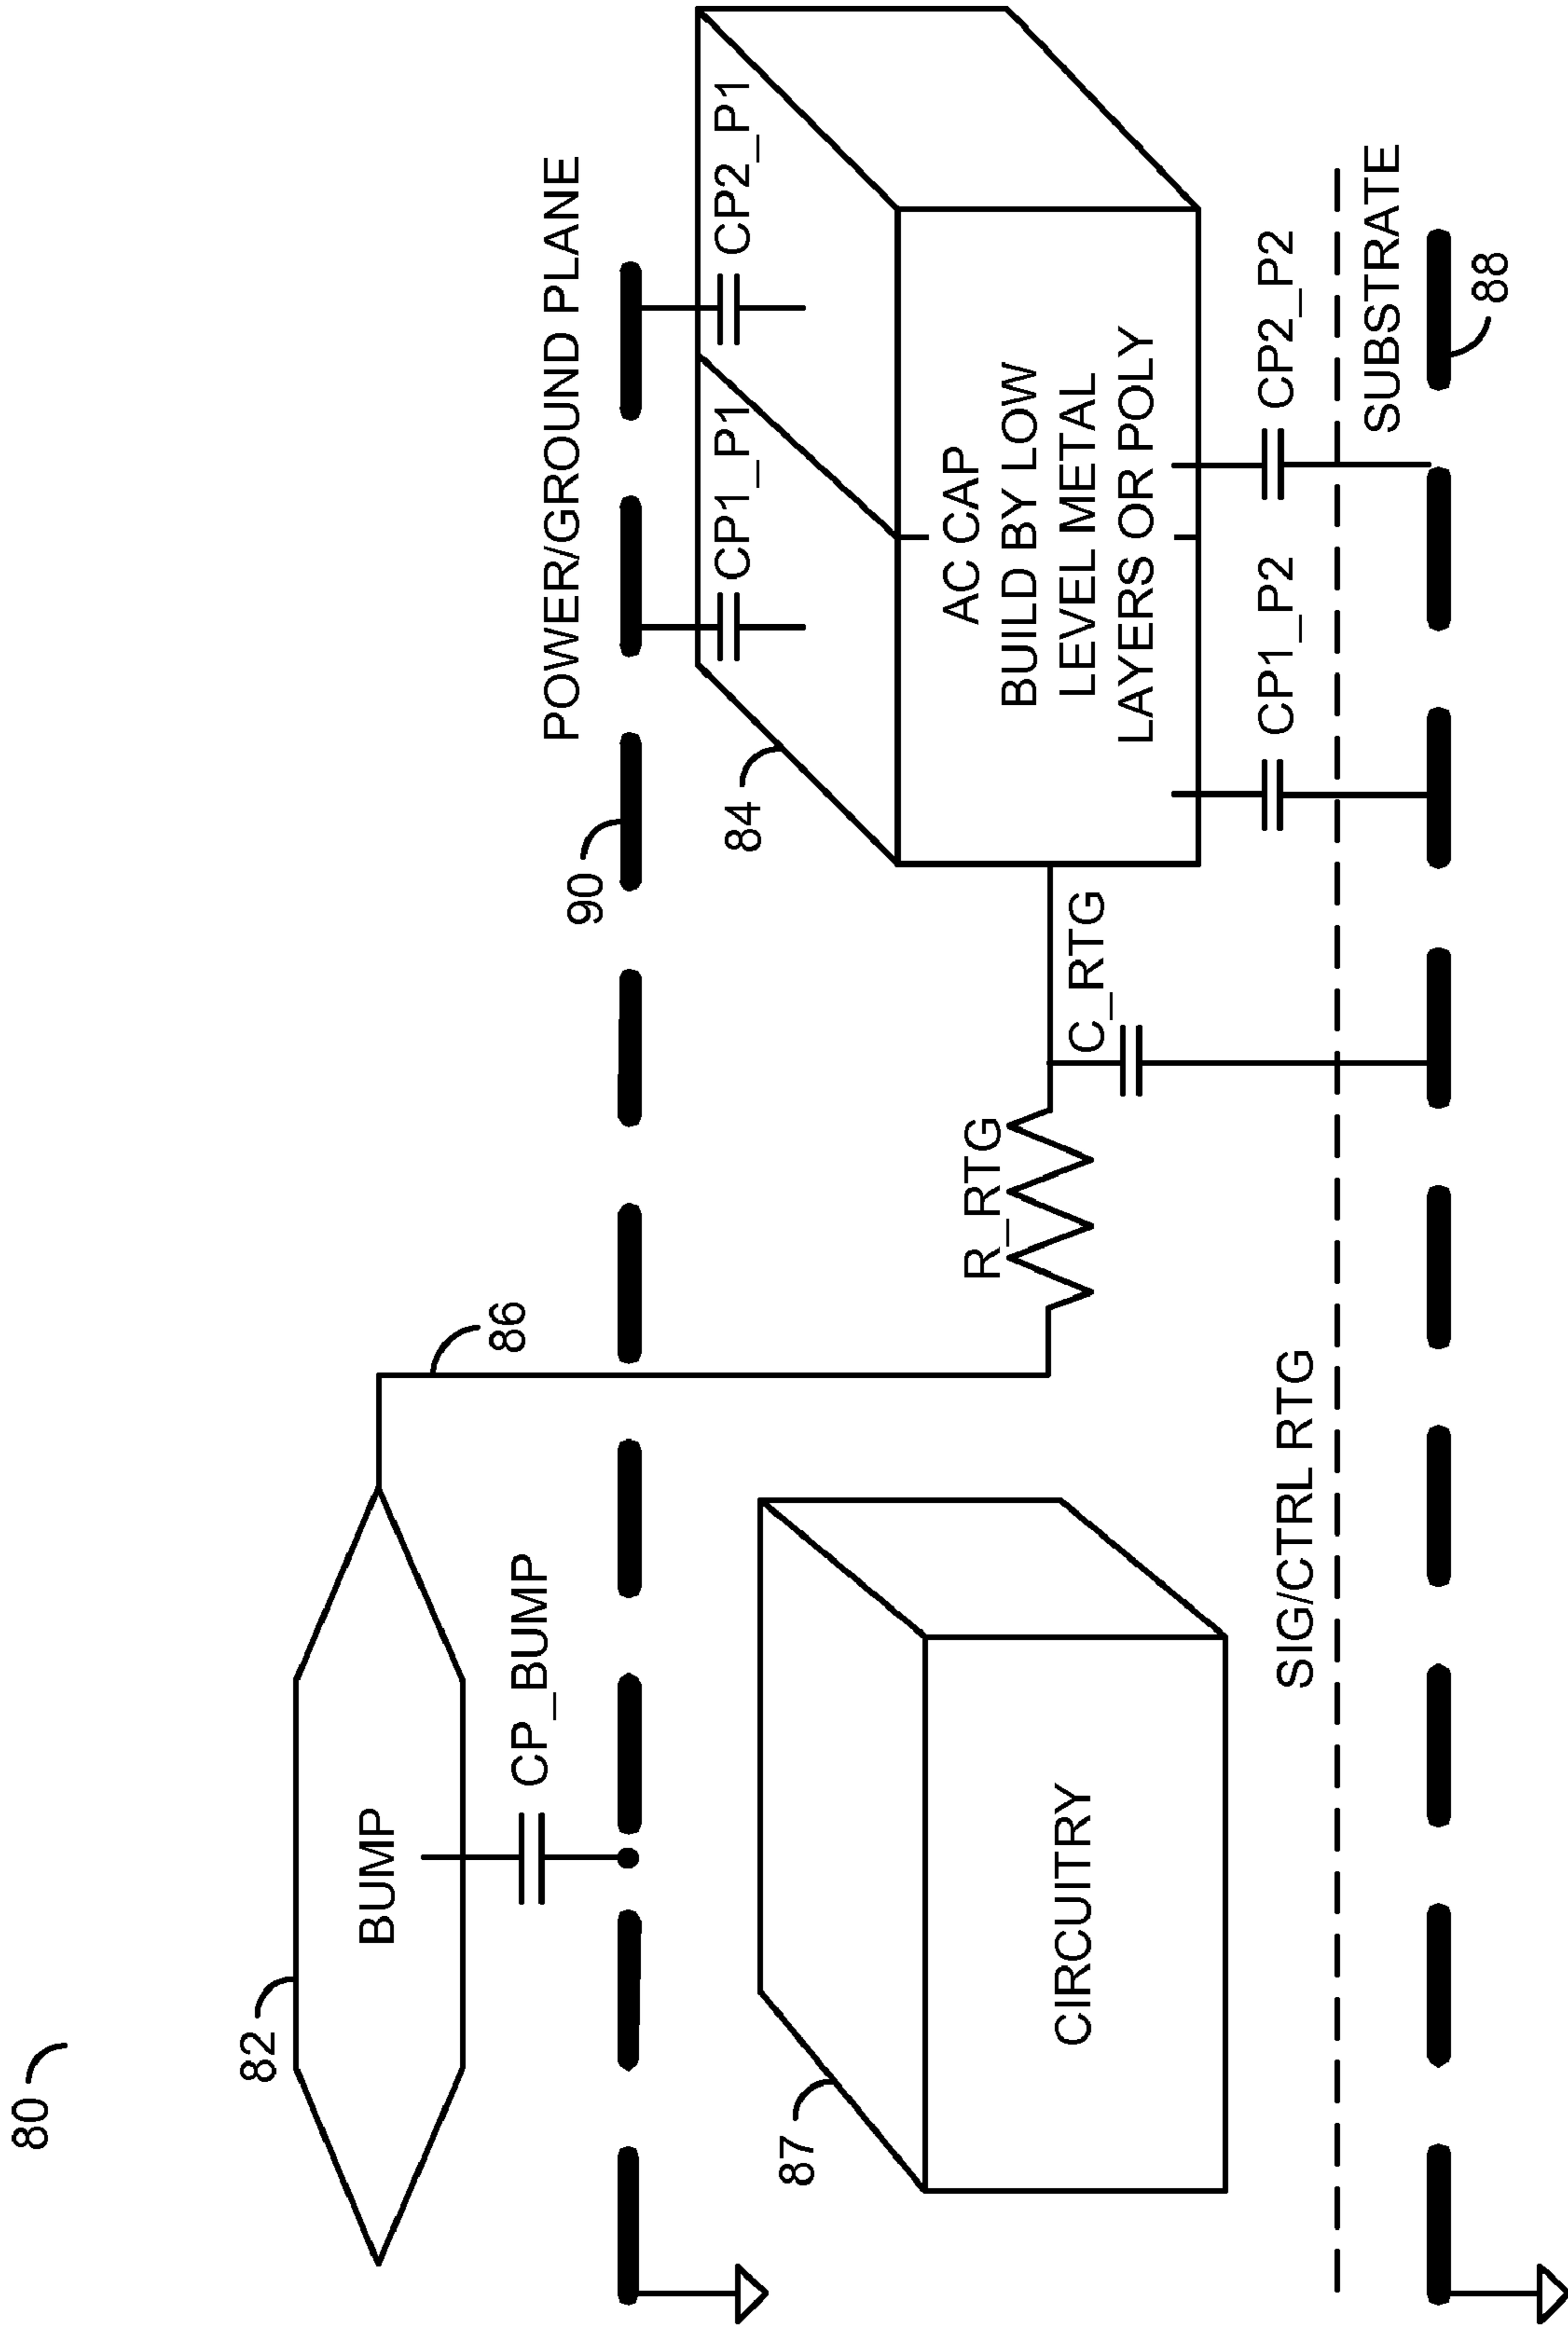 80
82
BUMP
CP_BUMP
86
POWER/GROUND PLANE
90
84
CP1_P1
CP2_P1
87
CIRCUITRY
R_RTG
C_RTG
AC CAP
BUILD BY LOW
LEVEL METAL
LAYERS OR POLY
CP1_P2
CP2_P2
SIG/CTRL RTG
SUBSTRATE
88